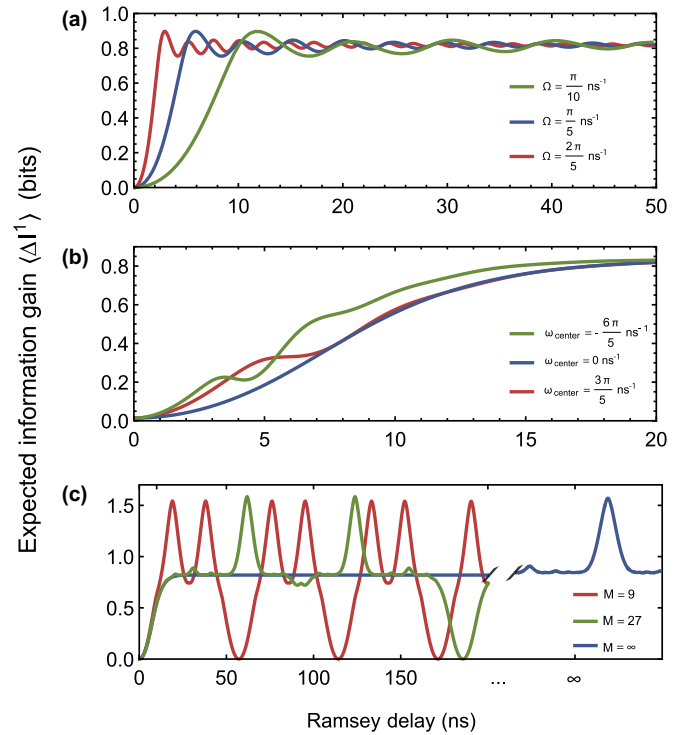 Expected information gain ⟨ΔI¹⟩ (bits)
(a)
1.0
0.8
0.6
0.4
0.2
0.0
Ω = π/10 ns⁻¹
Ω = π/5 ns⁻¹
Ω = 2π/5 ns⁻¹
0 10 20 30 40 50
(b)
0.8
0.6
0.4
0.2
0.0
ω center = - 6π/5 ns⁻¹
ω center = 0 ns⁻¹
ω center = 3π/5 ns⁻¹
0 5 10 15 20
(c)
1.5
1.0
0.5
0.0
M = 9
M = 27
M = ∞
0 50 100 150 ... ∞
Ramsey delay (ns)